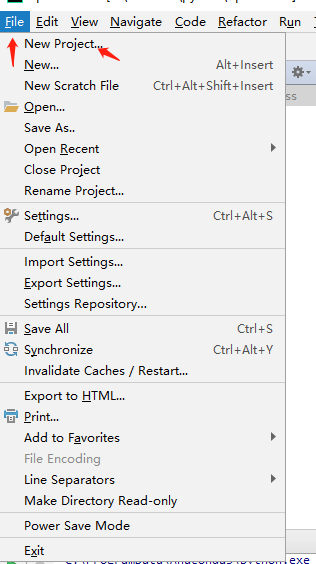 File Edit View Navigate Code Refactor Run
New Project...
New... Alt+Insert
New Scratch File Ctrl+Alt+Shift+Insert
ss
Open...
Save As..
Open Recent
Close Project
Rename Project...
Settings... Ctrl+Alt+S
Default Settings...
Import Settings...
Export Settings...
Settings Repository...
Save All Ctrl+S
Synchronize Ctrl+Alt+Y
Invalidate Caches / Restart...
Export to HTML...
Print...
Add to Favorites
File Encoding
Line Separators
Make Directory Read-only
Power Save Mode
Exit